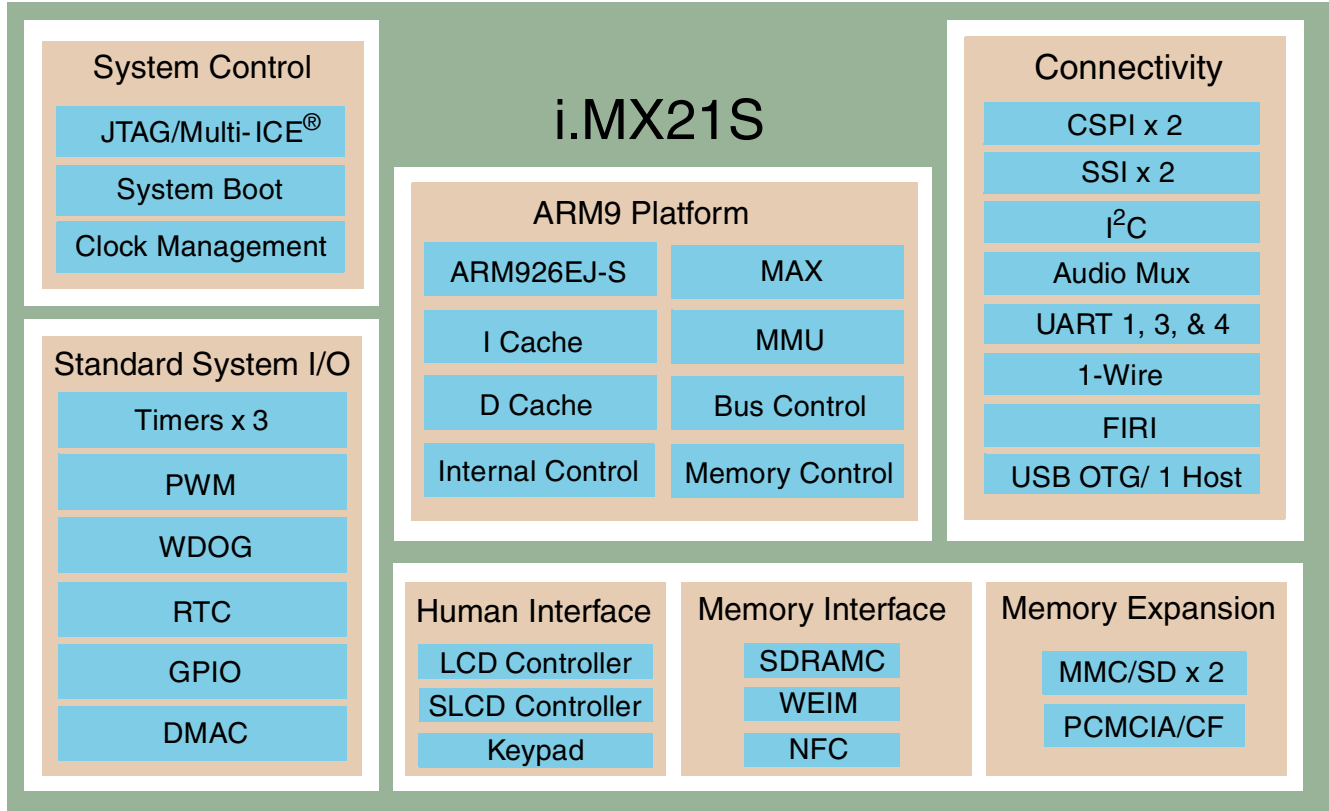 i.MX21S
System Control
JTAG/Multi-ICE®
System Boot
Clock Management
Standard System I/O
Timers x 3
PWM
WDOG
RTC
GPIO
DMAC
ARM9 Platform
ARM926EJ-S
MAX
I Cache
MMU
D Cache
Bus Control
Internal Control
Memory Control
Connectivity
CSPI x 2
SSI x 2
I²C
Audio Mux
UART 1, 3, & 4
1-Wire
FIRI
USB OTG/ 1 Host
Human Interface
LCD Controller
SLCD Controller
Keypad
Memory Interface
SDRAMC
WEIM
NFC
Memory Expansion
MMC/SD x 2
PCMCIA/CF